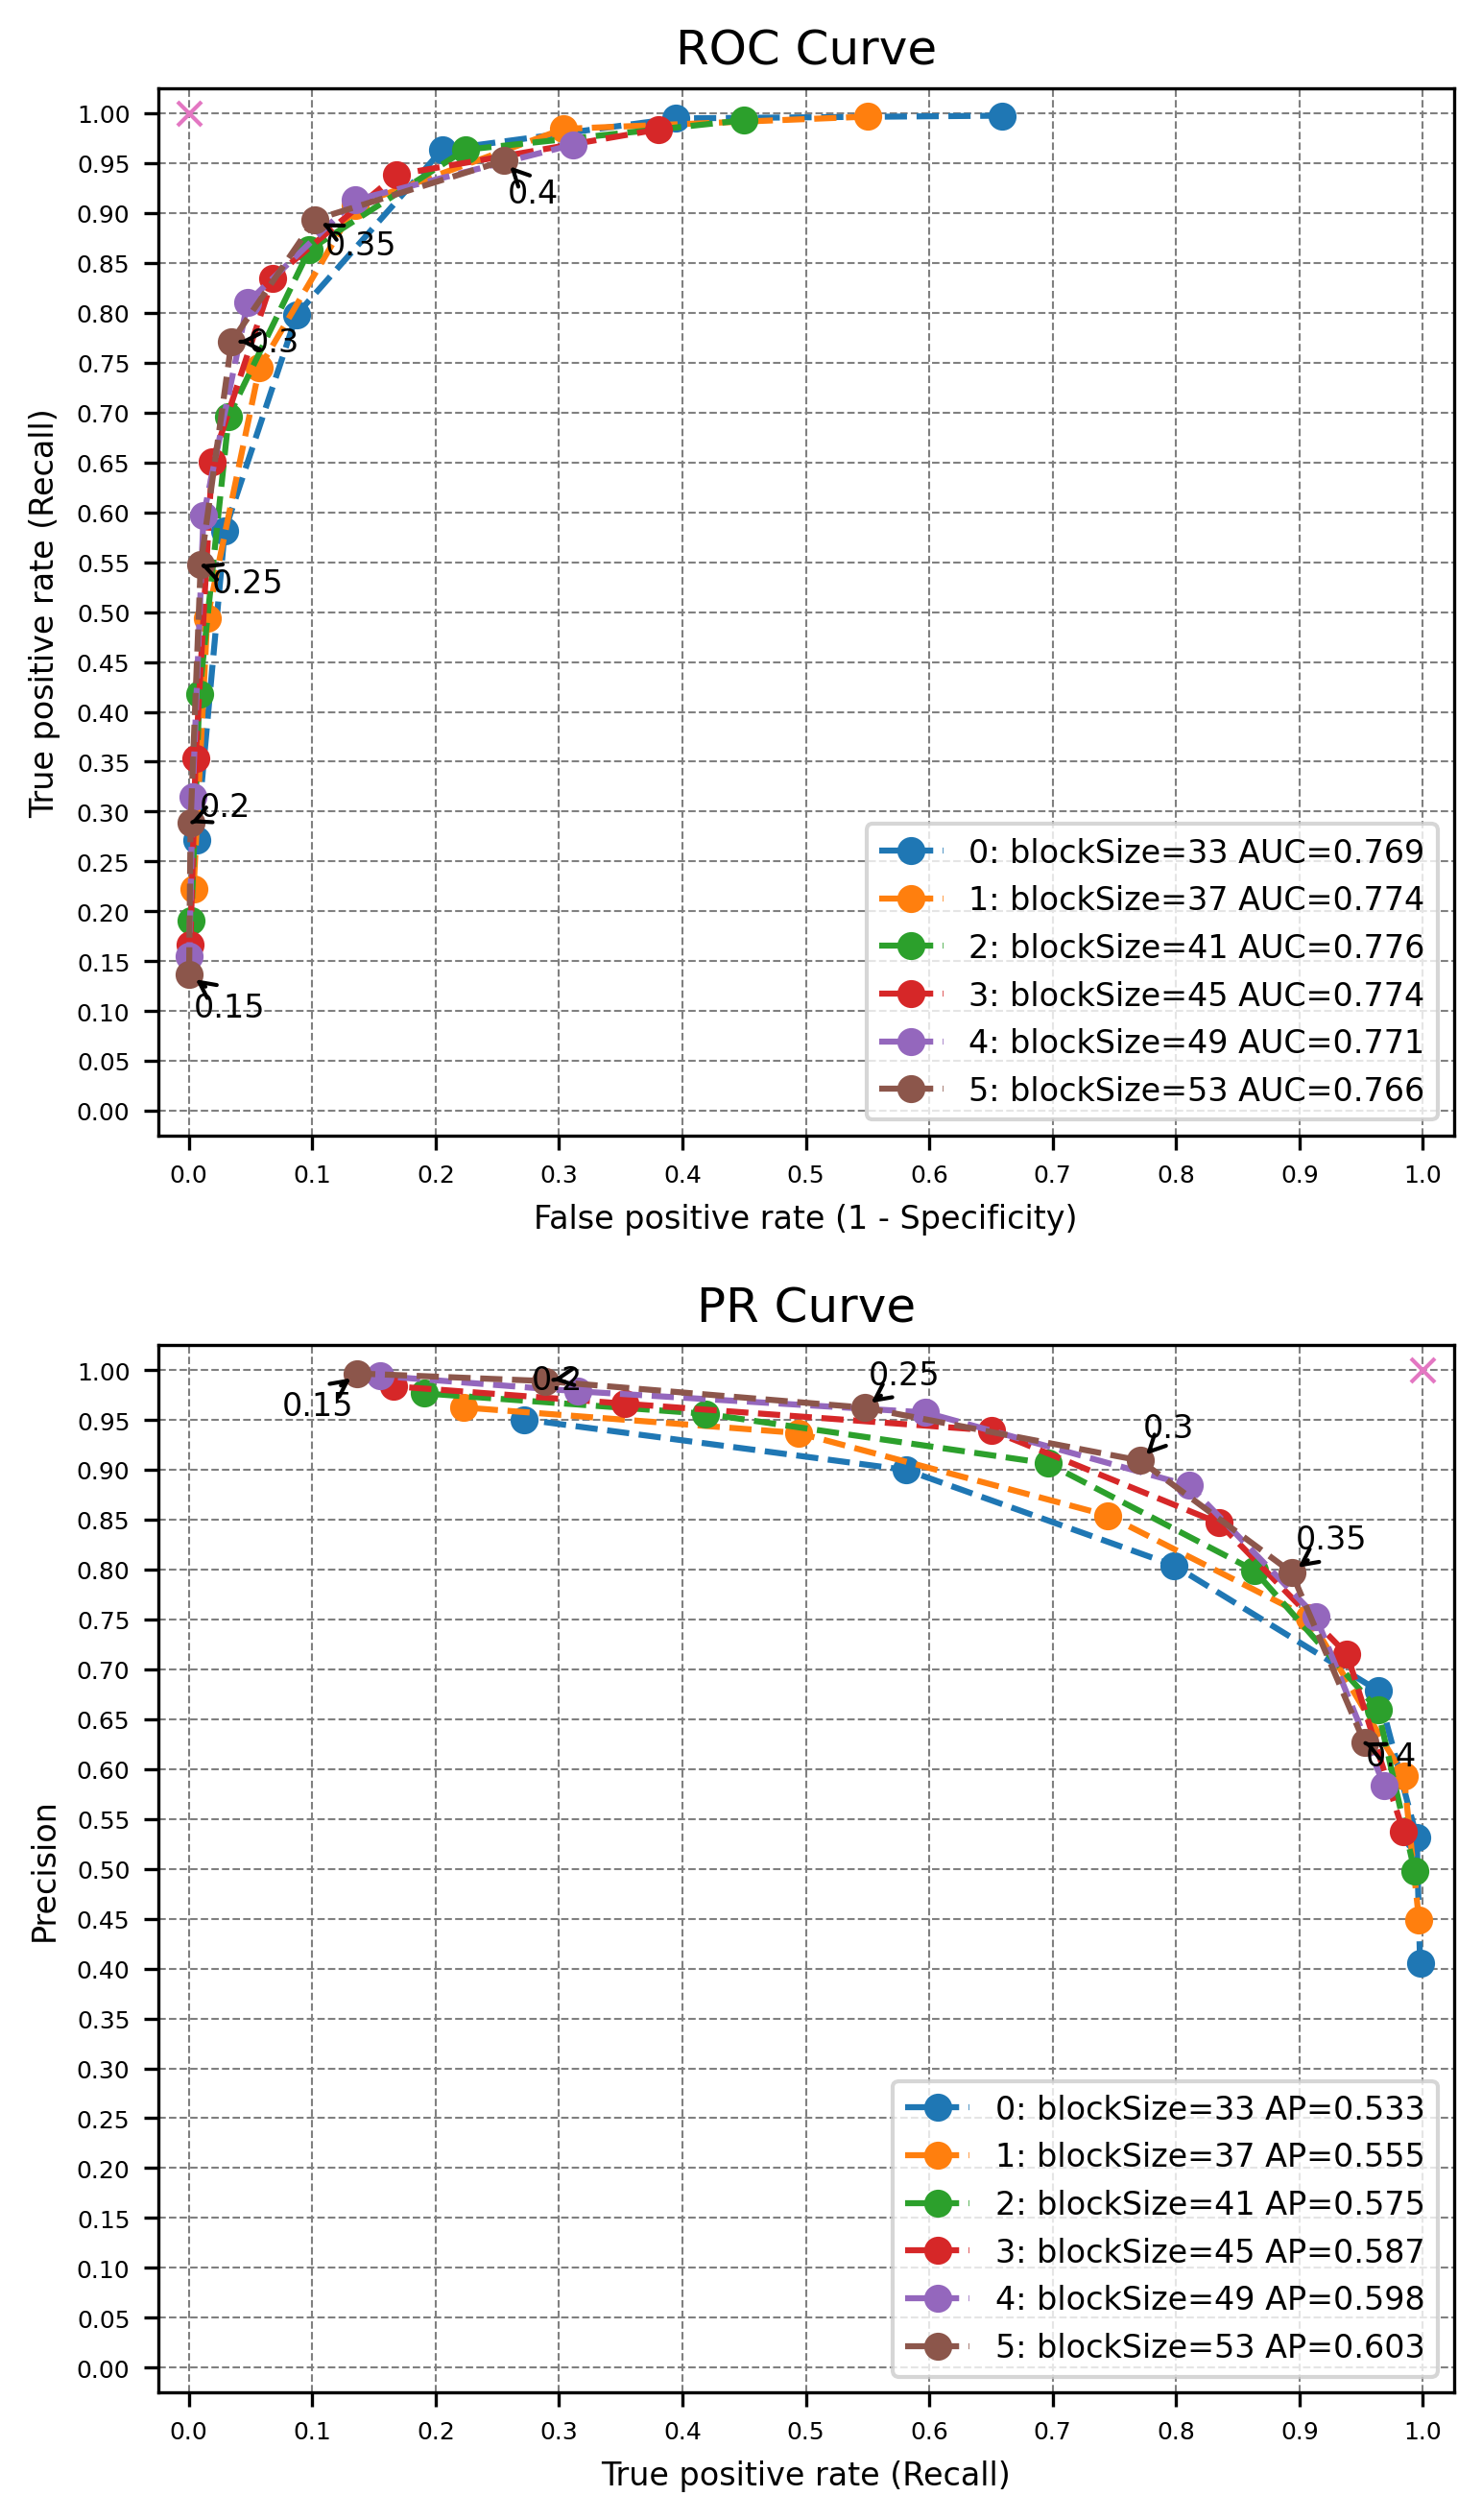 ROC Curve
1.00
0.95
0.90
0.85
0.80
0.75
0.70
0.65
0.60
0.55
0.50
0.45
0.40
0.35
0.30
0.25
0.20
0.15
0.10
0.05
0.00
True positive rate (Recall)
0.4
0.35
0.3
0.25
0.2
0.15
0: blockSize=33 AUC=0.769
1: blockSize=37 AUC=0.774
2: blockSize=41 AUC=0.776
3: blockSize=45 AUC=0.774
4: blockSize=49 AUC=0.771
5: blockSize=53 AUC=0.766
0.0 0.1 0.2 0.3 0.4 0.5 0.6 0.7 0.8 0.9 1.0
False positive rate (1 - Specificity)
PR Curve
1.00
0.95
0.90
0.85
0.80
0.75
0.70
0.65
0.60
0.55
0.50
0.45
0.40
0.35
0.30
0.25
0.20
0.15
0.10
0.05
0.00
Precision
0.15
0.2
0.25
0.3
0.35
0.4
0: blockSize=33 AP=0.533
1: blockSize=37 AP=0.555
2: blockSize=41 AP=0.575
3: blockSize=45 AP=0.587
4: blockSize=49 AP=0.598
5: blockSize=53 AP=0.603
0.0 0.1 0.2 0.3 0.4 0.5 0.6 0.7 0.8 0.9 1.0
True positive rate (Recall)